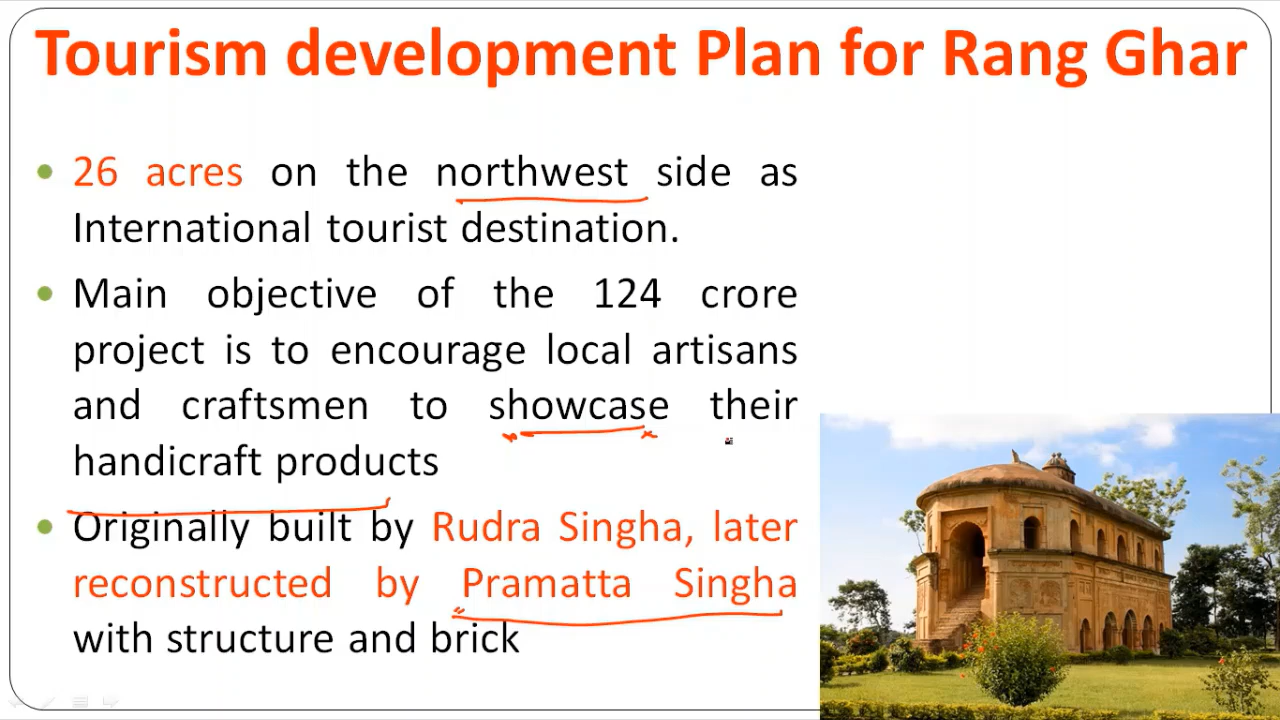 Tourism development Plan for Rang Ghar
• 26 acres on the northwest side as
International tourist destination.
• Main objective of the 124 crore
project is to encourage local artisans
and craftsmen to showcase their
handicraft products
• Originally built by Rudra Singha, later
reconstructed by Pramatta Singha
with structure and brick